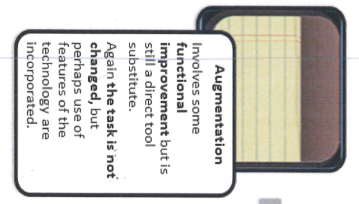 Augmentation
Involves some
functional
improvement but is
still a direct tool
substitute.
Again the task is not
changed, but
perhaps use of
features of the
technology are
incorporated.